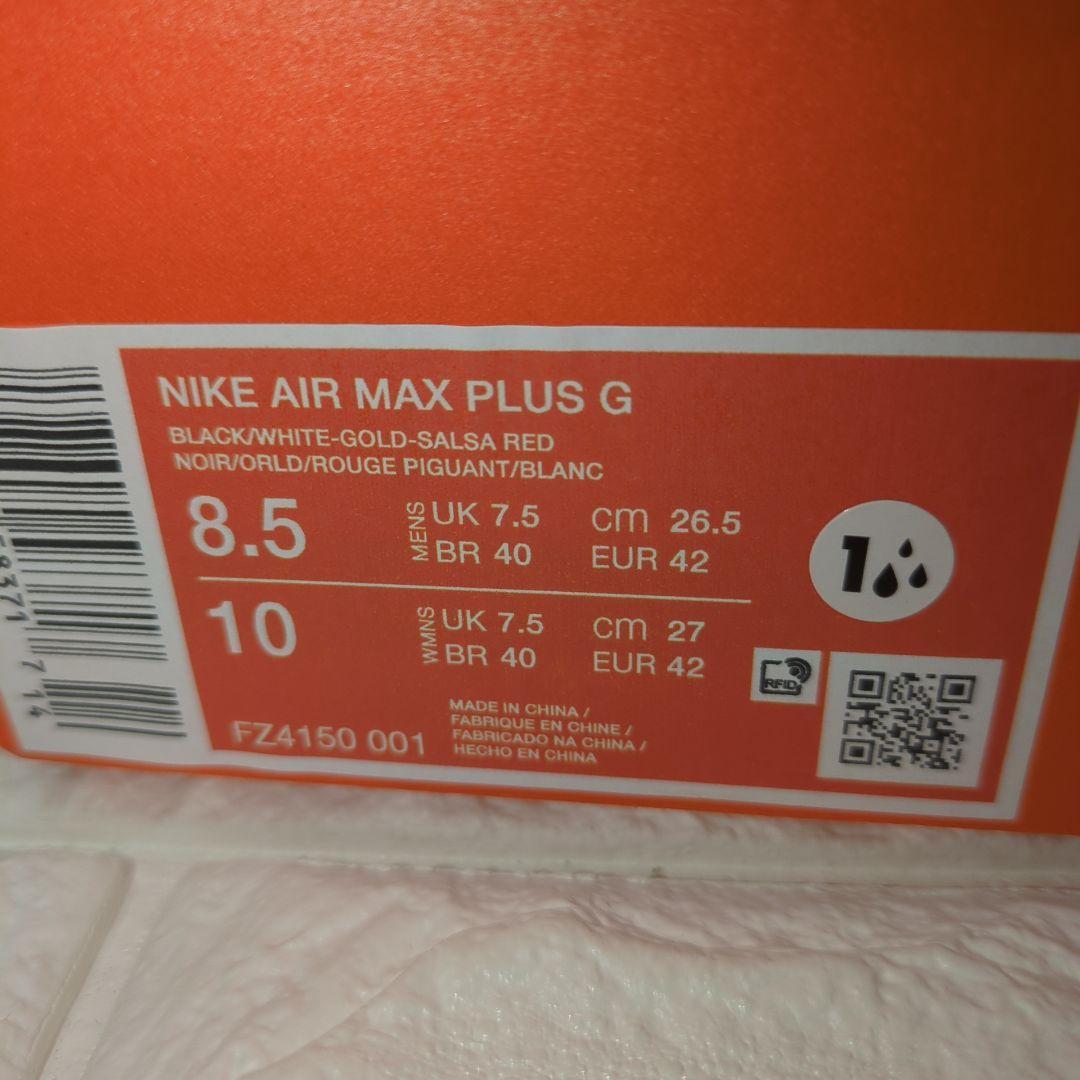 NIKE AIR MAX PLUS G
BLACK/WHITE-GOLD-SALSA RED
NOIR/ORLD/ROUGE PIGUANT/BLANC
8.5
MENS
UK 7.5
cm 26.5
BR 40
EUR 42
10
WMNS
UK 7.5
cm 27
BR 40
EUR 42
1
RFID
FZ4150 001
MADE IN CHINA /
FABRIQUE EN CHINE /
FABRICADO NA CHINA /
HECHO EN CHINA